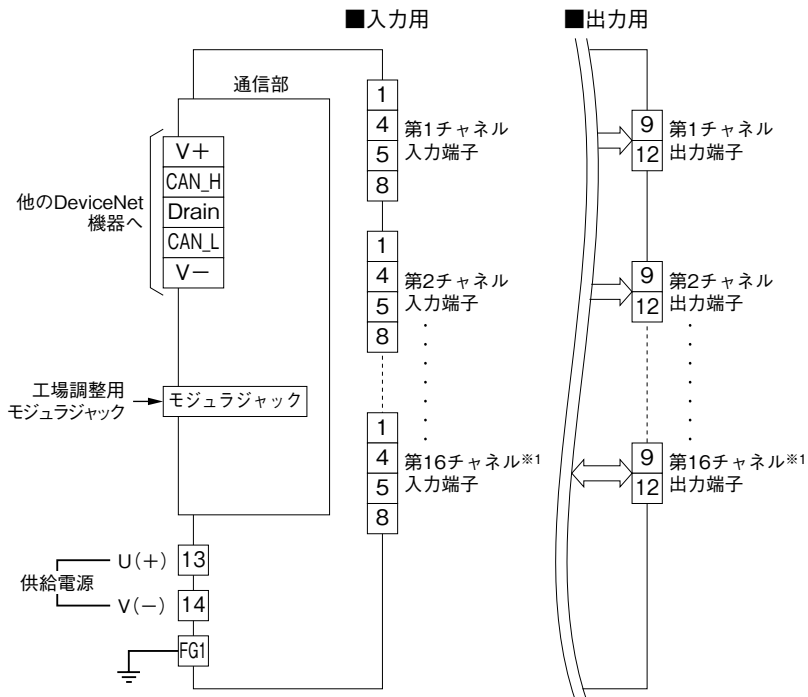 ■入力用
■出力用
通信部
他のDeviceNet
機器へ
V+
CAN_H
Drain
CAN_L
V−
工場調整用
モジュラジャック
モジュラジャック
供給電源
U(+)
13
V(−)
14
FG1
1
4
5
8
第1チャネル
入力端子
1
4
5
8
第2チャネル
入力端子
1
4
5
8
第16チャネル※1
入力端子
9
12
第1チャネル
出力端子
9
12
第2チャネル
出力端子
9
12
第16チャネル※1
出力端子